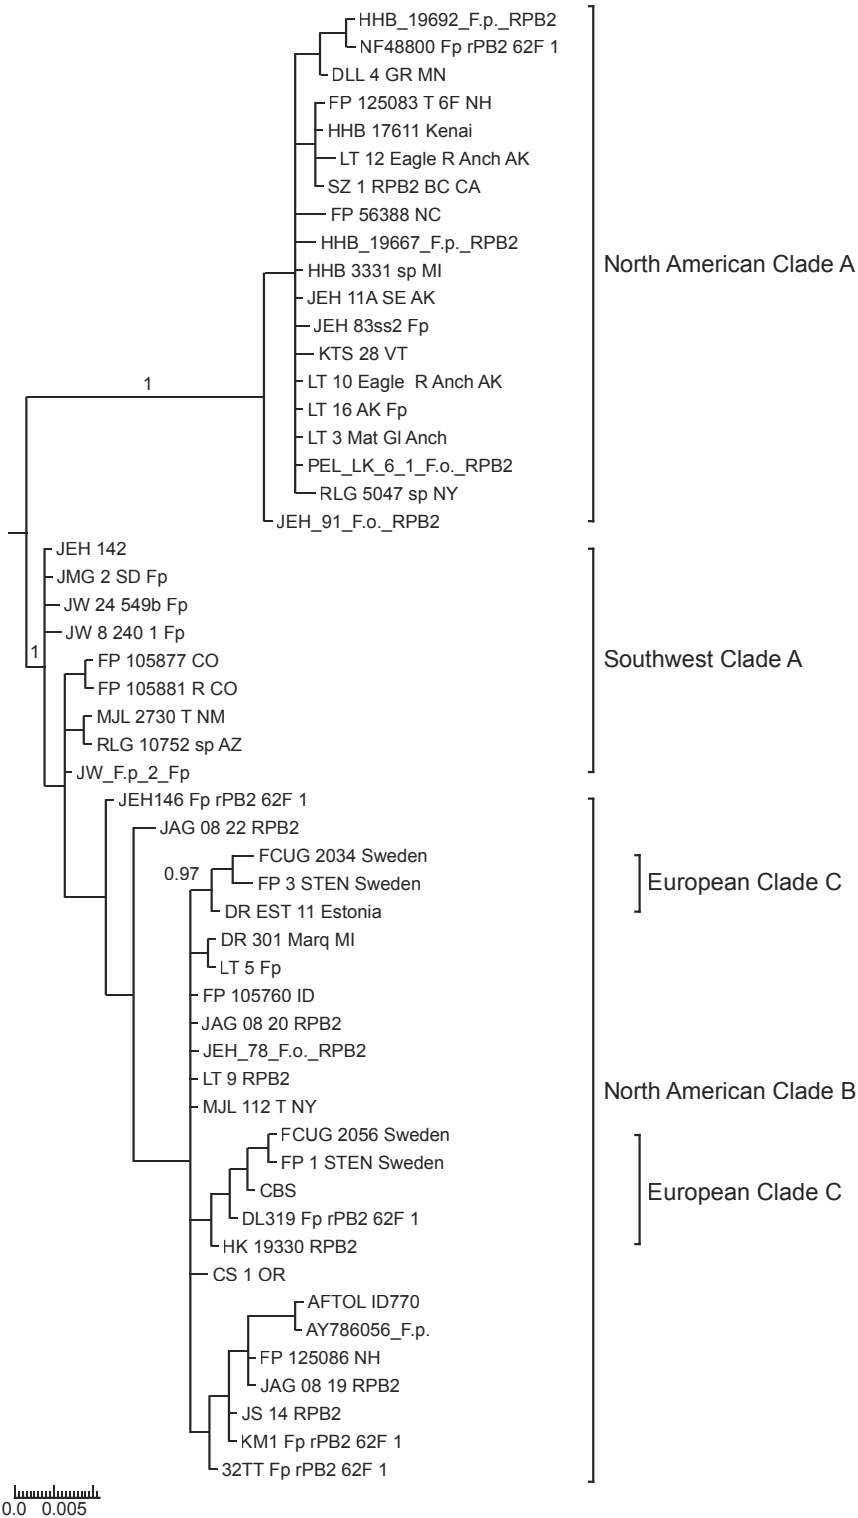 HHB_19692_F.p._RPB2
NF48800 Fp rPB2 62F 1
DLL 4 GR MN
FP 125083 T 6F NH
HHB 17611 Kenai
LT 12 Eagle R Anch AK
SZ 1 RPB2 BC CA
FP 56388 NC
HHB_19667_F.p._RPB2
North American Clade A
HHB 3331 sp MI
JEH 11A SE AK
JEH 83ss2 Fp
KTS 28 VT
LT 10 Eagle R Anch AK
1
LT 16 AK Fp
LT 3 Mat Gl Anch
PEL_LK_6_1_F.o._RPB2
RLG 5047 sp NY
JEH_91_F.o._RPB2
JEH 142
JMG 2 SD Fp
JW 24 549b Fp
JW 8 240 1 Fp
1
FP 105877 CO
Southwest Clade A
FP 105881 R CO
MJL 2730 T NM
RLG 10752 sp AZ
JW_F.p_2_Fp
JEH146 Fp rPB2 62F 1
JAG 08 22 RPB2
FCUG 2034 Sweden
0.97
FP 3 STEN Sweden
European Clade C
DR EST 11 Estonia
DR 301 Marq MI
LT 5 Fp
FP 105760 ID
JAG 08 20 RPB2
JEH_78_F.o._RPB2
LT 9 RPB2
North American Clade B
MJL 112 T NY
FCUG 2056 Sweden
FP 1 STEN Sweden
CBS
European Clade C
DL319 Fp rPB2 62F 1
HK 19330 RPB2
CS 1 OR
AFTOL ID770
AY786056_F.p.
FP 125086 NH
JAG 08 19 RPB2
JS 14 RPB2
KM1 Fp rPB2 62F 1
32TT Fp rPB2 62F 1
0.0 0.005